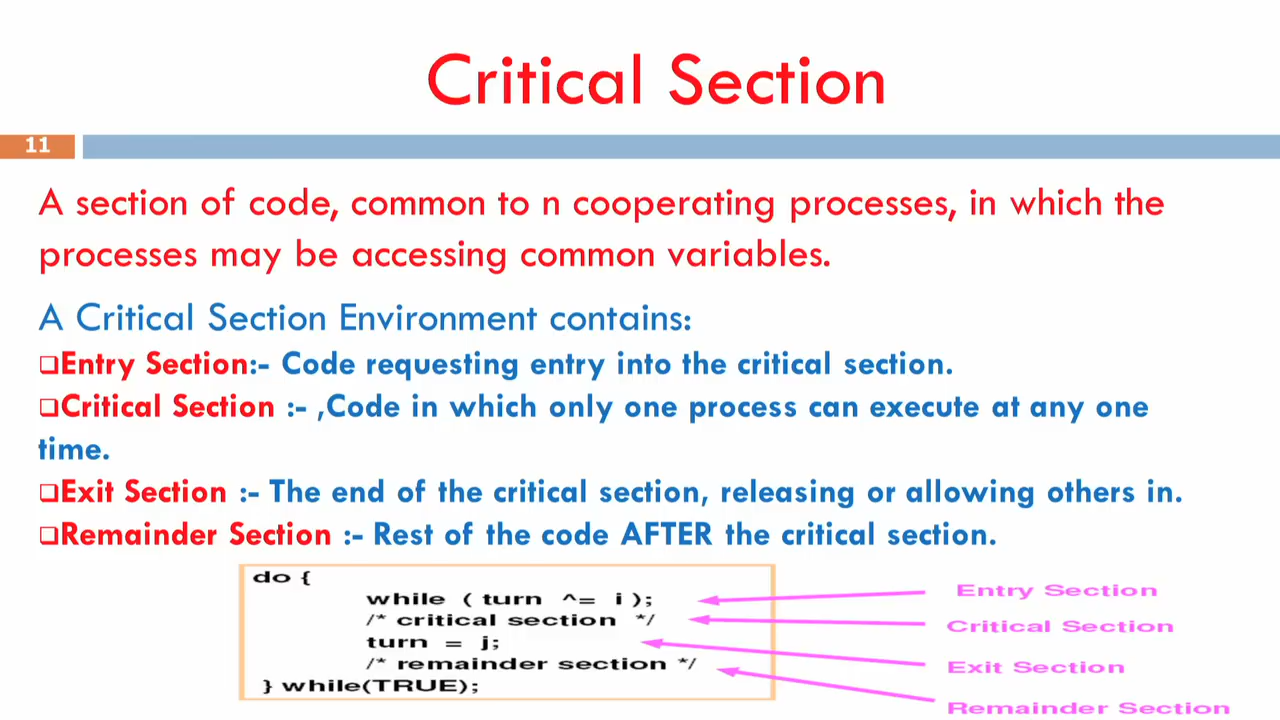 Critical Section
11
A section of code, common to n cooperating processes, in which the
processes may be accessing common variables.
A Critical Section Environment contains:
❑Entry Section:- Code requesting entry into the critical section.
❑Critical Section :- ,Code in which only one process can execute at any one
time.
❑Exit Section :- The end of the critical section, releasing or allowing others in.
❑Remainder Section :- Rest of the code AFTER the critical section.
do {
while ( turn ^= i );
/* critical section */
turn = j;
/* remainder section */
} while(TRUE);
Entry Section
Critical Section
Exit Section
Remainder Section